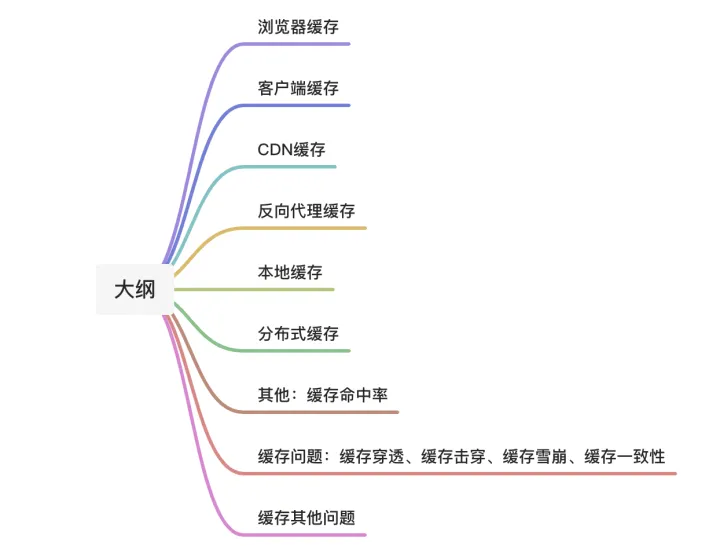 浏览器缓存
客户端缓存
CDN缓存
反向代理缓存
本地缓存
大纲
分布式缓存
其他：缓存命中率
缓存问题：缓存穿透、缓存击穿、缓存雪崩、缓存一致性
缓存其他问题